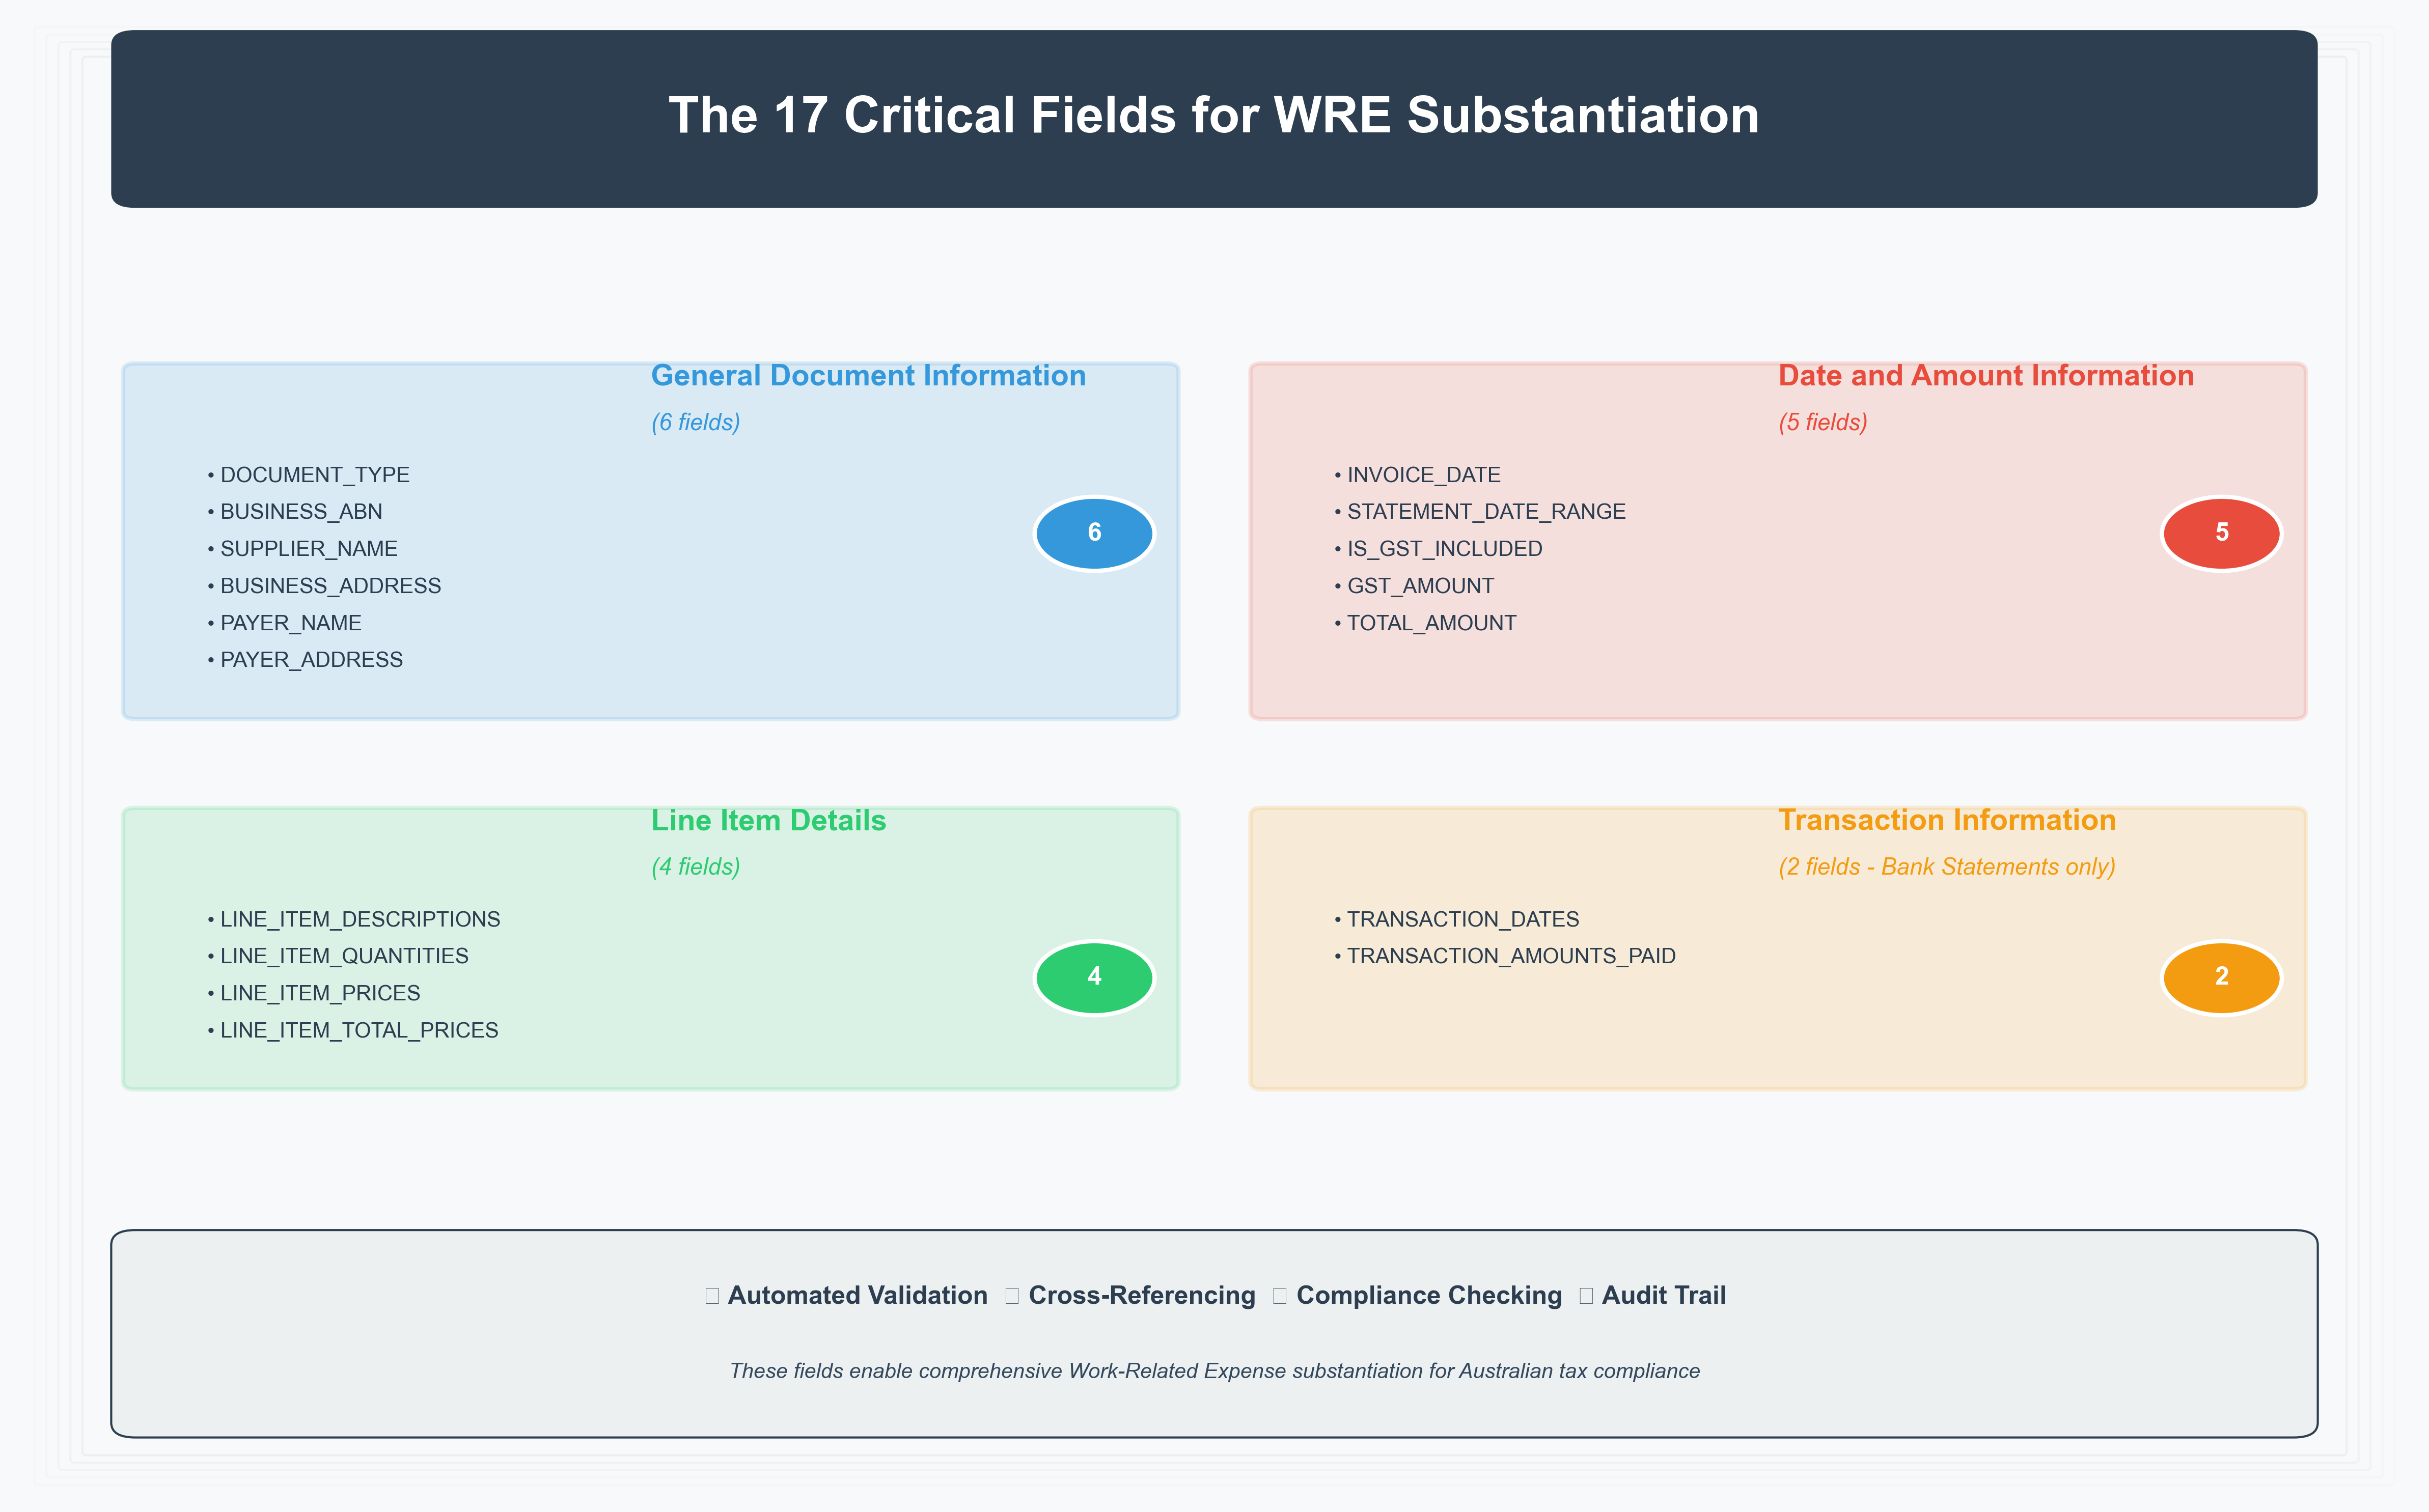 The 17 Critical Fields for WRE Substantiation
General Document Information
(6 fields)
• DOCUMENT_TYPE
• BUSINESS_ABN
• SUPPLIER_NAME
• BUSINESS_ADDRESS
• PAYER_NAME
• PAYER_ADDRESS
6
Date and Amount Information
(5 fields)
• INVOICE_DATE
• STATEMENT_DATE_RANGE
• IS_GST_INCLUDED
• GST_AMOUNT
• TOTAL_AMOUNT
5
Line Item Details
(4 fields)
• LINE_ITEM_DESCRIPTIONS
• LINE_ITEM_QUANTITIES
• LINE_ITEM_PRICES
• LINE_ITEM_TOTAL_PRICES
4
Transaction Information
(2 fields - Bank Statements only)
• TRANSACTION_DATES
• TRANSACTION_AMOUNTS_PAID
2
▯ Automated Validation ▯ Cross-Referencing ▯ Compliance Checking ▯ Audit Trail
These fields enable comprehensive Work-Related Expense substantiation for Australian tax compliance